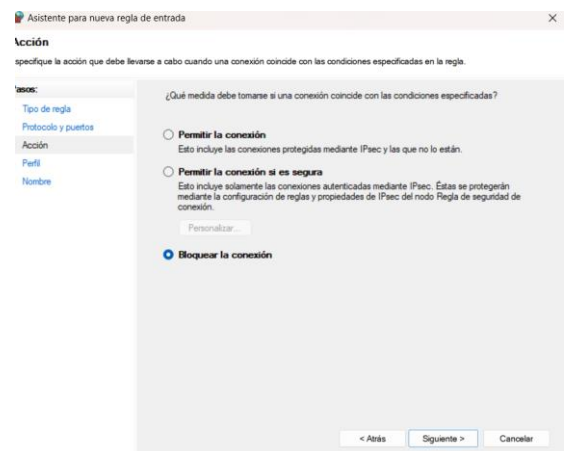 Asistente para nueva regla de entrada
Acción
specifique la acción que debe llevarse a cabo cuando una conexión coincide con las condiciones especificadas en la regla.
asos:
Tipo de regla
Protocolo y puertos
Acción
Perfil
Nombre
¿Qué medida debe tomarse si una conexión coincide con las condiciones especificadas?
Permitir la conexión
Esto incluye las conexiones protegidas mediante IPsec y las que no lo están.
Permitir la conexión si es segura
Esto incluye solamente las conexiones autenticadas mediante IPsec. Éstas se protegerán
mediante la configuración de reglas y propiedades de IPsec del nodo Regla de seguridad de
conexión.
Personalizar...
Bloquear la conexión
< Atrás
Siguiente >
Cancelar